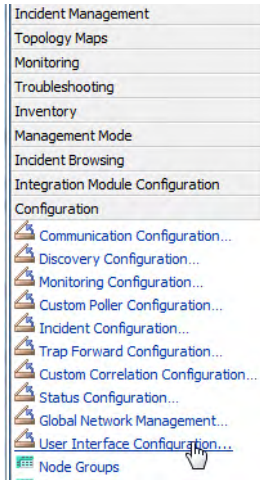 Incident Management
Topology Maps
Monitoring
Troubleshooting
Inventory
Management Mode
Incident Browsing
Integration Module Configuration
Configuration
Communication Configuration...
Discovery Configuration...
Monitoring Configuration...
Custom Poller Configuration...
Incident Configuration...
Trap Forward Configuration...
Custom Correlation Configuration...
Status Configuration...
Global Network Management...
User Interface Configuration...
Node Groups